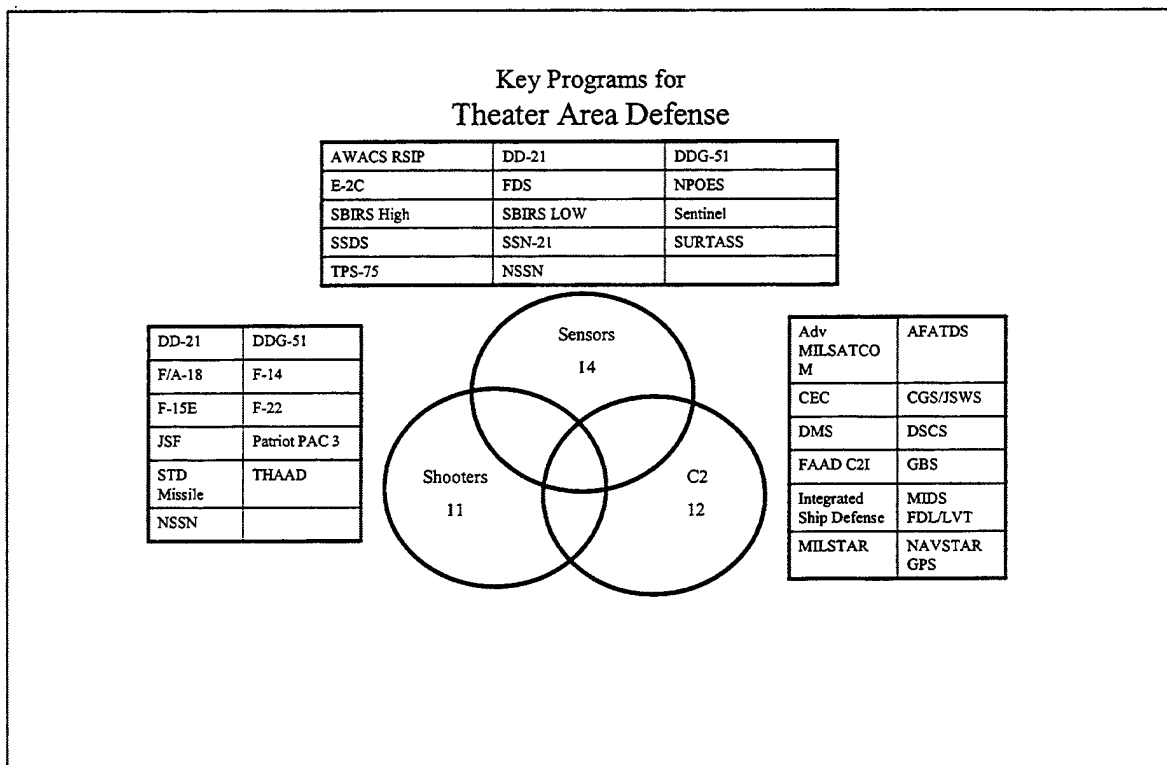 Key Programs for
Theater Area Defense
AWACS RSIP DD-21 DDG-51
E-2C FDS NPOES
SBIRS High SBIRS LOW Sentinel
SSDS SSN-21 SURTASS
TPS-75 NSSN
DD-21 DDG-51
F/A-18 F-14
F-15E F-22
JSF Patriot PAC 3
STD THAAD
Missile
NSSN
Sensors
14
Shooters
11
C2
12
Adv AFATDS
MILSATCO
M
CEC CGS/JSWS
DMS DSCS
FAAD C2I GBS
Integrated MIDS
Ship Defense FDL/LVT
MILSTAR NAVSTAR
GPS